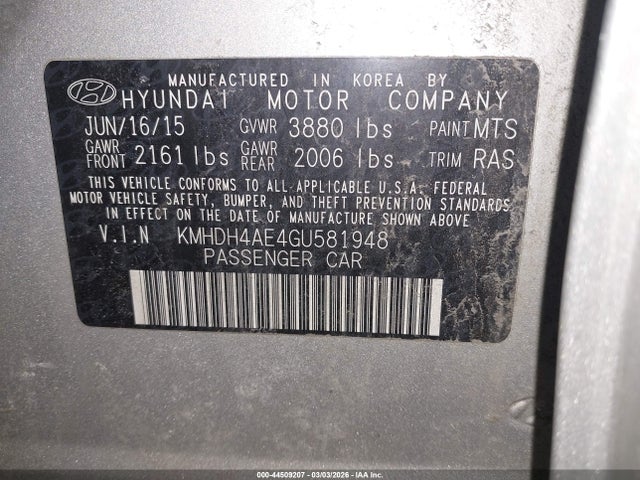 MANUFACTURED IN KOREA BY
HYUNDAI MOTOR COMPANY
JUN/16/15 GVWR 3880 lbs PAINT MTS
GAWR FRONT 2161 lbs GAWR REAR 2006 lbs TRIM RAS
THIS VEHICLE CONFORMS TO ALL APPLICABLE U.S.A. FEDERAL
MOTOR VEHICLE SAFETY, BUMPER, AND THEFT PREVENTION STANDARDS
IN EFFECT ON THE DATE OF MANUFACTURE SHOWN ABOVE.
V.I.N KMHDH4AE4GU581948
PASSENGER CAR
000-44509207 - 03/03/2026 - IAA Inc.